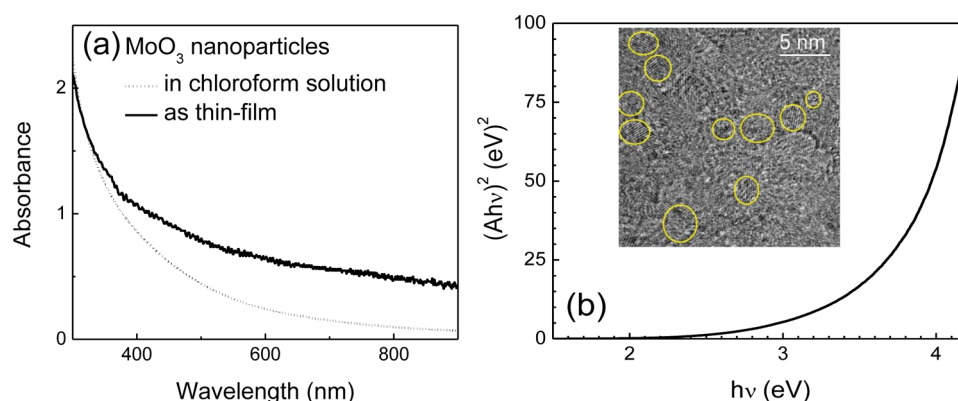 (a) MoO₃ nanoparticles
in chloroform solution
as thin-film
2
1
0
400 600 800
Absorbance
Wavelength (nm)
100
75
50
25
0
2 3 4
(Ahν)² (eV)²
hν (eV)
5 nm
(b)